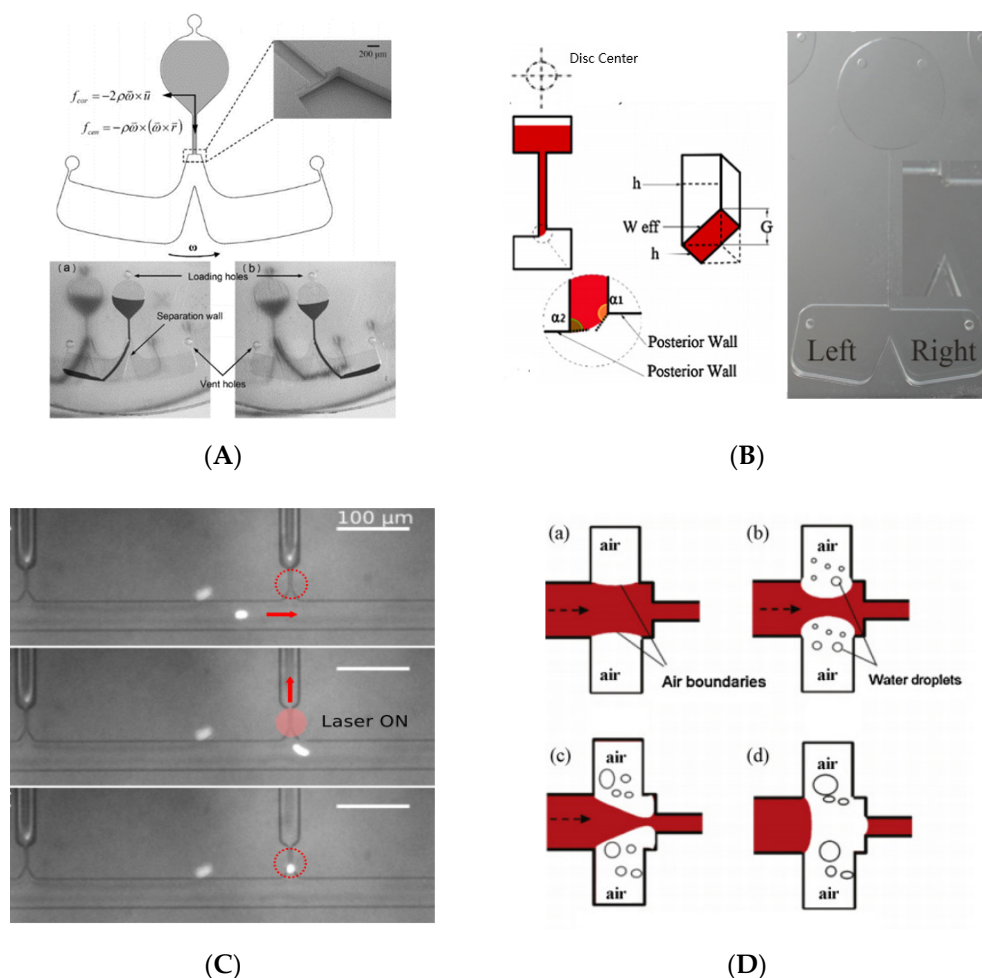 200 μm
f_cor = −2ρω̄ × ū
f_cen = −ρω̄ × (ω̄ × r̄)
ω
(a)
(b)
Loading holes
Separation wall
Vent holes
(A)
Disc Center
h
W eff
G
h
α2
α1
Posterior Wall
Posterior Wall
Left
Right
(B)
100 μm
Laser ON
(C)
(a)
air
air
Air boundaries
(b)
air
air
Water droplets
(c)
air
air
(d)
air
air
(D)